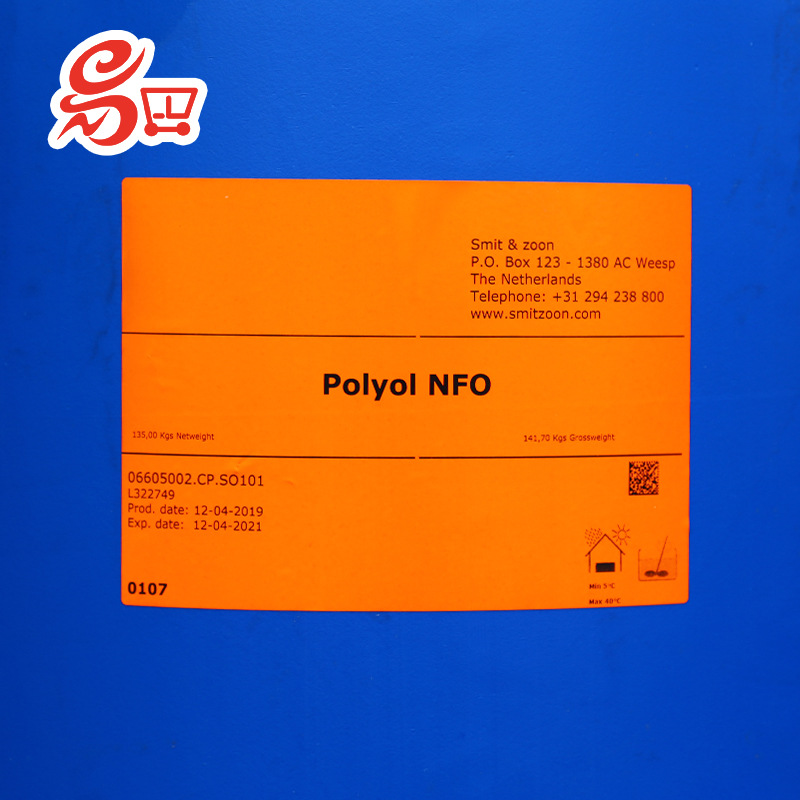 Smit & zoon
P.O. Box 123 - 1380 AC Weesp
The Netherlands
Telephone: +31 294 238 800
www.smitzoon.com
Polyol NFO
135,00 Kgs Netweight
141,70 Kgs Grossweight
06605002.CP.SO101
L322749
Prod. date: 12-04-2019
Exp. date: 12-04-2021
Min 5°C
Max 40°C
0107